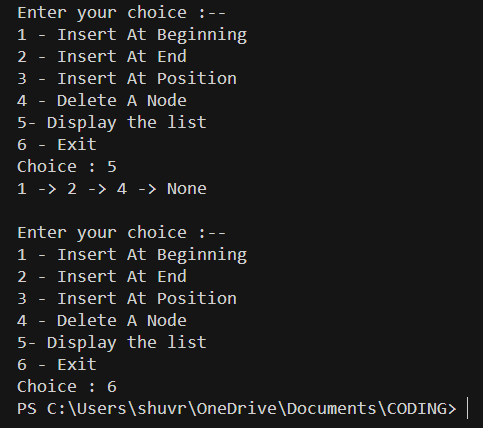 Enter your choice :--
1 - Insert At Beginning
2 - Insert At End
3 - Insert At Position
4 - Delete A Node
5- Display the list
6 - Exit
Choice : 5
1 -> 2 -> 4 -> None
Enter your choice :--
1 - Insert At Beginning
2 - Insert At End
3 - Insert At Position
4 - Delete A Node
5- Display the list
6 - Exit
Choice : 6
PS C:\Users\shuvr\OneDrive\Documents\CODING>